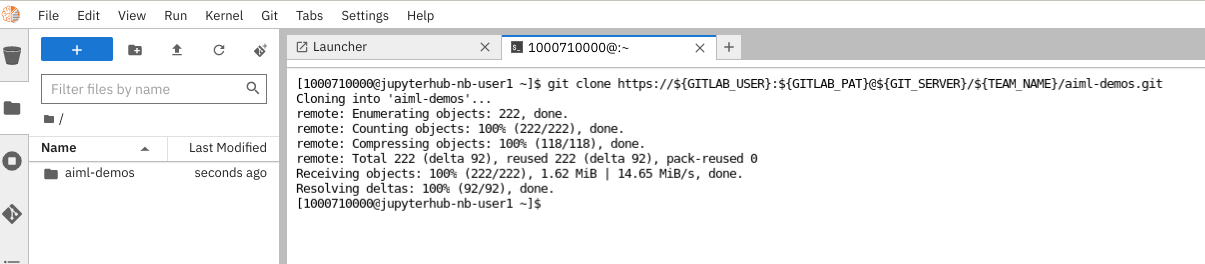 File Edit View Run Kernel Git Tabs Settings Help
Launcher
1000710000@:~
Filter files by name
/
Name Last Modified
aiml-demos seconds ago
[1000710000@jupyterhub-nb-user1 ~]$ git clone https://${GITLAB_USER}:${GITLAB_PAT}@${GIT_SERVER}/${TEAM_NAME}/aiml-demos.git
Cloning into 'aiml-demos'...
remote: Enumerating objects: 222, done.
remote: Counting objects: 100% (222/222), done.
remote: Compressing objects: 100% (118/118), done.
remote: Total 222 (delta 92), reused 222 (delta 92), pack-reused 0
Receiving objects: 100% (222/222), 1.62 MiB | 14.65 MiB/s, done.
Resolving deltas: 100% (92/92), done.
[1000710000@jupyterhub-nb-user1 ~]$